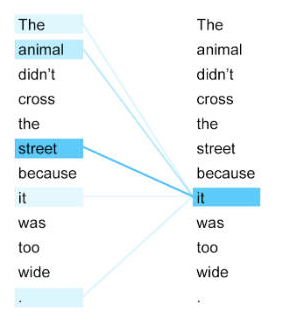 The The
animal animal
didn't didn't
cross cross
the the
street street
because because
it it
was was
too too
wide wide
. .